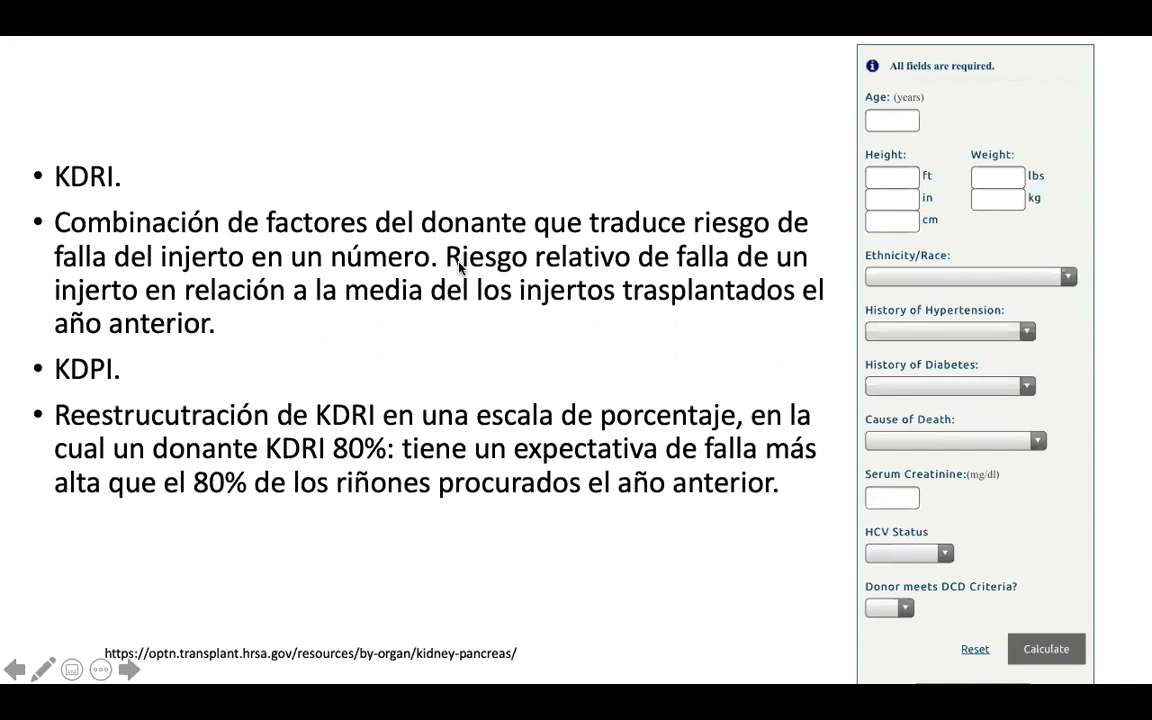 • KDRI.
• Combinación de factores del donante que traduce riesgo de
falla del injerto en un número. Riesgo relativo de falla de un
injerto en relación a la media del los injertos trasplantados el
año anterior.
• KDPI.
• Reestrucutración de KDRI en una escala de porcentaje, en la
cual un donante KDRI 80%: tiene un expectativa de falla más
alta que el 80% de los riñones procurados el año anterior.
https://optn.transplant.hrsa.gov/resources/by-organ/kidney-pancreas/
All fields are required.
Age: (years)
Height: Weight:
ft lbs
in kg
cm
Ethnicity/Race:
History of Hypertension:
History of Diabetes:
Cause of Death:
Serum Creatinine:(mg/dl)
HCV Status
Donor meets DCD Criteria?
Reset Calculate